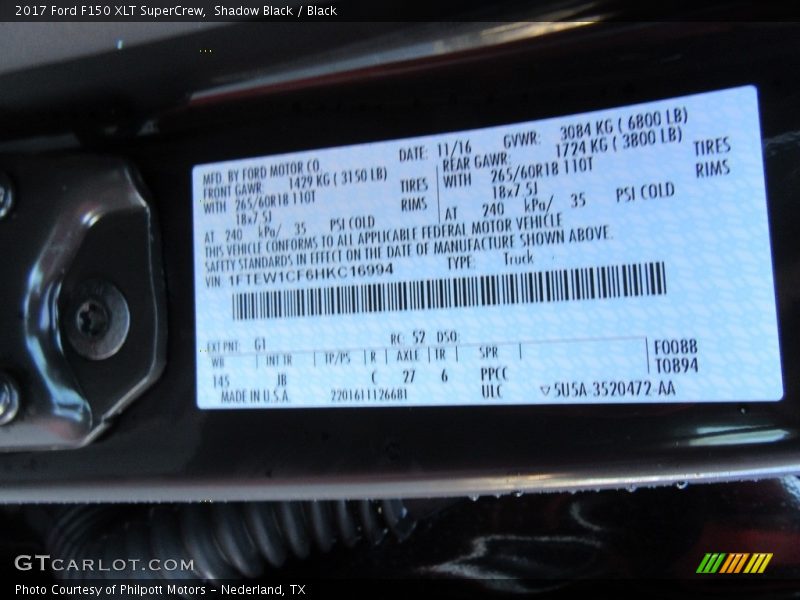 2017 Ford F150 XLT SuperCrew, Shadow Black / Black
MFD. BY FORD MOTOR CO. DATE: 11/16 GVWR: 3084 KG ( 6800 LB)
FRONT GAWR: 1429 KG ( 3150 LB) REAR GAWR: 1724 KG ( 3800 LB)
WITH 265/60R18 110T TIRES WITH 265/60R18 110T TIRES
18x7.5J RIMS 18x7.5J RIMS
AT 240 kPa/ 35 PSI COLD AT 240 kPa/ 35 PSI COLD
THIS VEHICLE CONFORMS TO ALL APPLICABLE FEDERAL MOTOR VEHICLE
SAFETY STANDARDS IN EFFECT ON THE DATE OF MANUFACTURE SHOWN ABOVE.
VIN 1FTEW1CF6HKC16994 TYPE: Truck
EXT PNT: G1 RC: 52 DSO:
WB INT TR TP/PS R AXLE TR SPR F0088
T0894
145 JB C 27 6 PPCC
MADE IN U.S.A. 2201611126681 ULC ▽5U5A-3520472-AA
GTCARLOT.COM
Photo Courtesy of Philpott Motors - Nederland, TX